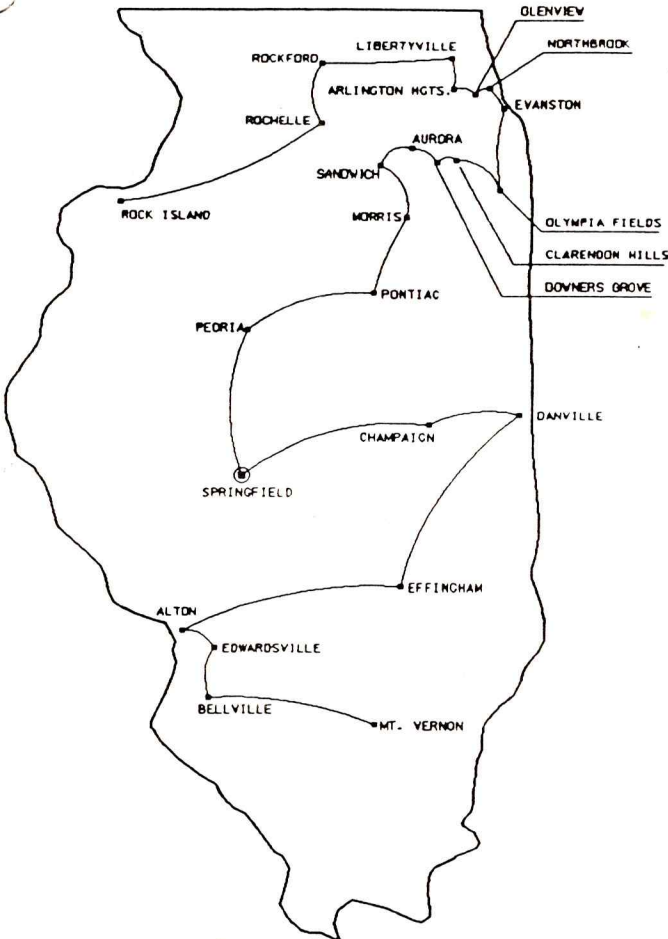 GLENVIEW
LIBERTYVILLE
NORTHBROOK
ROCKFORD
ARLINGTON HGTS.
EVANSTON
ROCHELLE
AURORA
SANDWICH
ROCK ISLAND
MORRIS
OLYMPIA FIELDS
CLARENDON HILLS
DOWNERS GROVE
PONTIAC
PEORIA
DANVILLE
CHAMPAIGN
SPRINGFIELD
EFFINGHAM
ALTON
EDWARDSVILLE
BELLVILLE
MT. VERNON